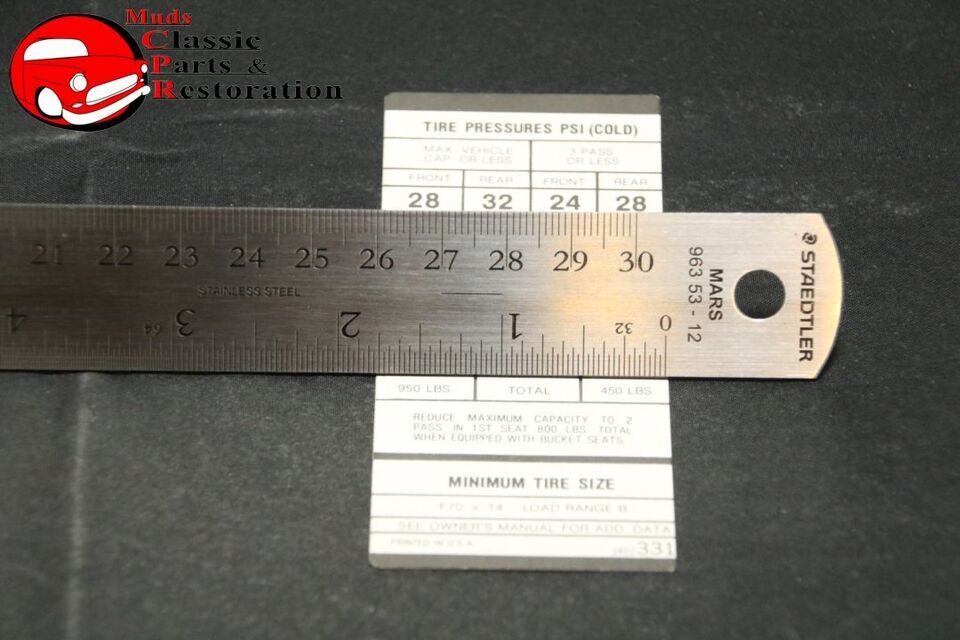 Muds
Classic
Parts &
Restoration
TIRE PRESSURES PSI (COLD)
MAX. VEHICLE CAP. OR LESS
3 PASS OR LESS
FRONT REAR FRONT REAR
28 32 24 28
21 22 23 24 25 26 27 28 29 30
STAINLESS STEEL
4 64 3 2 1 32 0
963 53 - 12
MARS
STAEDTLER
950 LBS TOTAL 450 LBS
REDUCE MAXIMUM CAPACITY TO 2
PASS. IN 1ST SEAT 800 LBS. TOTAL
WHEN EQUIPPED WITH BUCKET SEATS.
MINIMUM TIRE SIZE
F70 × 14 LOAD RANGE B
SEE OWNER'S MANUAL FOR ADD. DATA
PRINTED IN U.S.A. 331